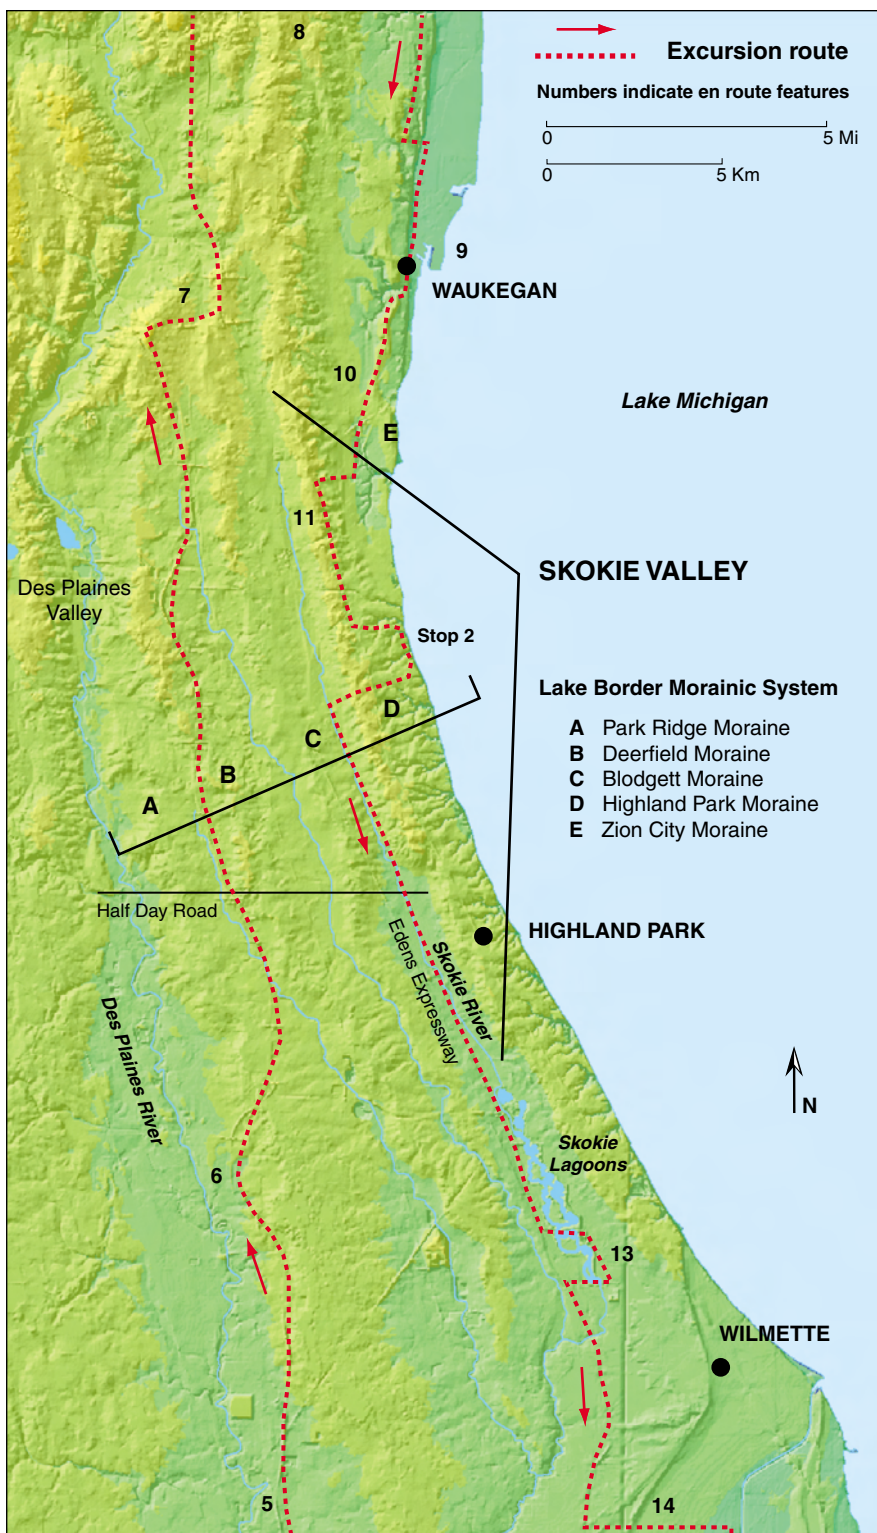 8
Excursion route
Numbers indicate en route features
0 5 Mi
0 5 Km
9
WAUKEGAN
7
10
Lake Michigan
E
11
Des Plaines
Valley
SKOKIE VALLEY
Stop 2
Lake Border Morainic System
A Park Ridge Moraine
B Deerfield Moraine
C Blodgett Moraine
D Highland Park Moraine
E Zion City Moraine
D
C
B
A
Half Day Road
HIGHLAND PARK
Edens Expressway
Skokie River
Des Plaines River
N
Skokie
Lagoons
6
13
WILMETTE
5
14